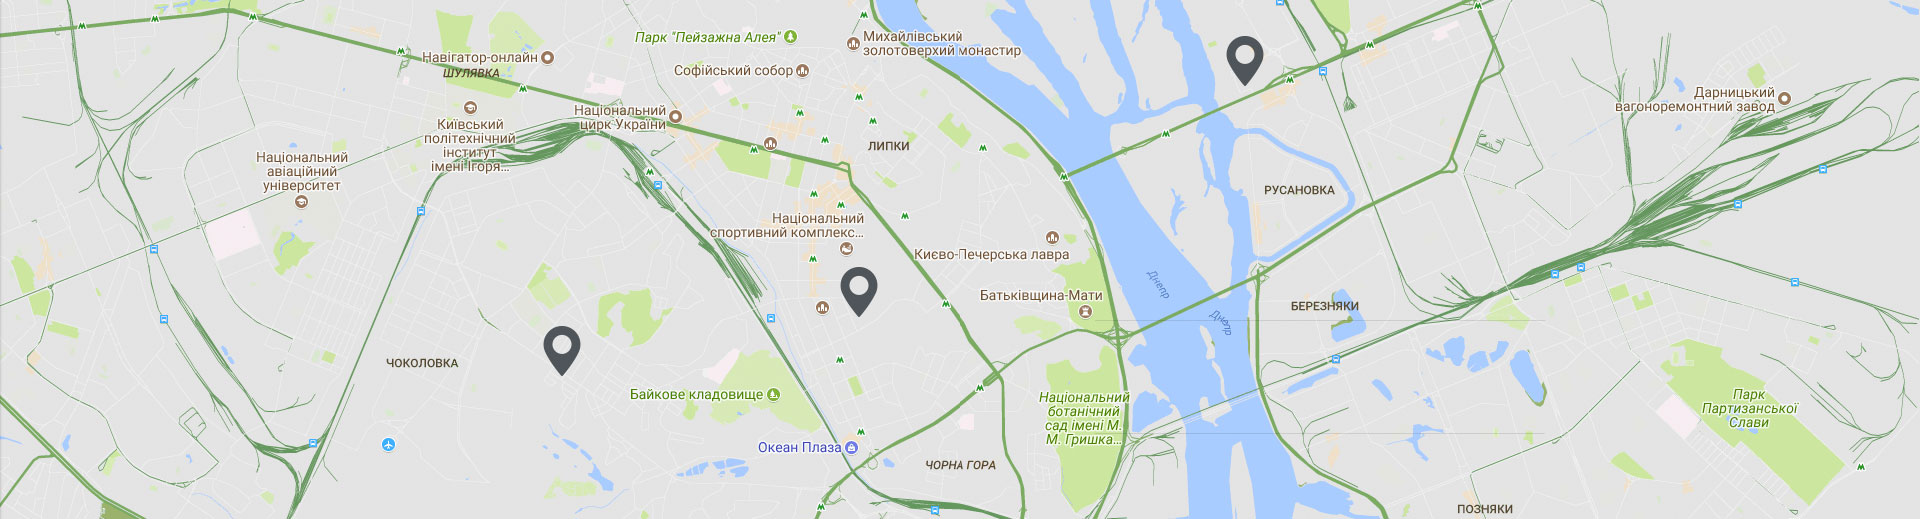 Парк "Пейзажна Алея"
Михайлівський
золотоверхий монастир
Навігатор-онлайн
ШУЛЯВКА
Софійський собор
Дарницький
вагоноремонтний завод
Національний
цирк України
Київський
політехнічний
інститут
імені Ігоря...
ЛИПКИ
Національний
авіаційний
університет
РУСАНОВКА
Національний
спортивний комплекс...
Києво-Печерська лавра
Днепр
Батьківщина-Мати
БЕРЕЗНЯКИ
Днепр
ЧОКОЛОВКА
Байкове кладовище
Національний
ботанічний
сад імені М.
М. Гришка...
Парк
Партизанської
Слави
Океан Плаза
ЧОРНА ГОРА
ПОЗНЯКИ